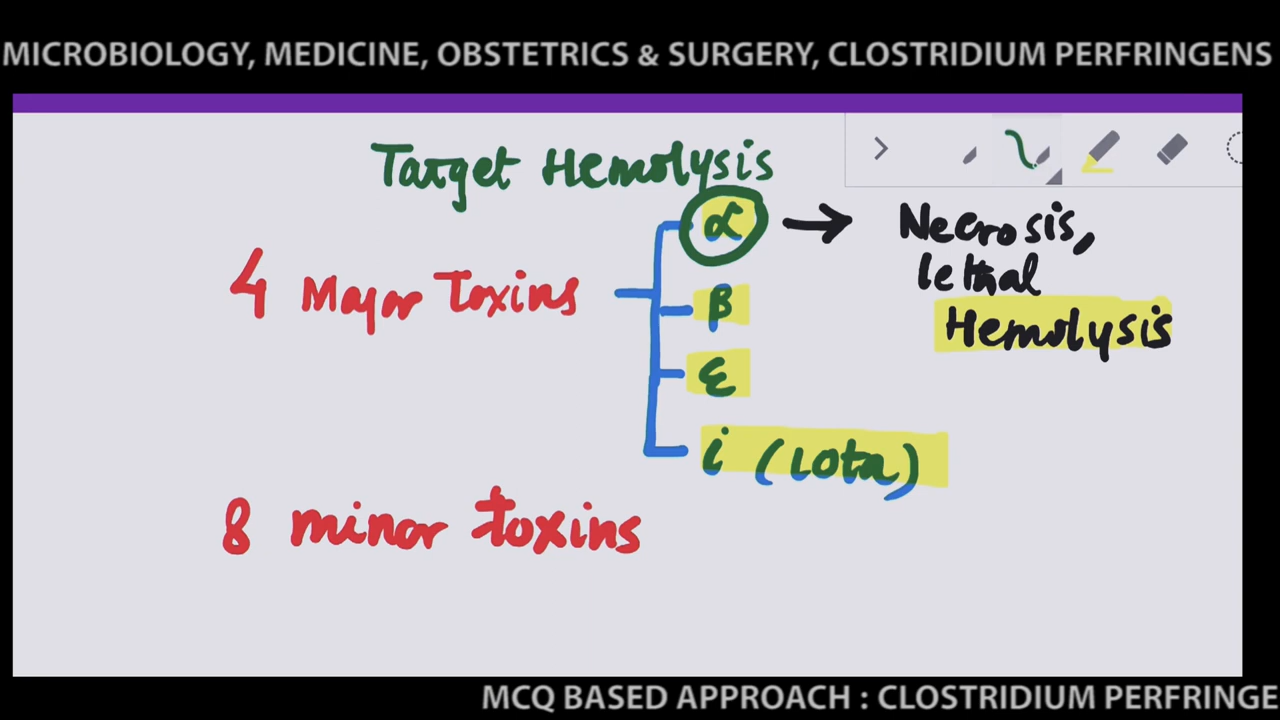 MICROBIOLOGY, MEDICINE, OBSTETRICS & SURGERY, CLOSTRIDIUM PERFRINGENS
Target Hemolysis
α → Necrosis,
lethal
Hemolysis
4 Major Toxins
β
ε
i (iota)
8 minor toxins
MCQ BASED APPROACH : CLOSTRIDIUM PERFRINGE